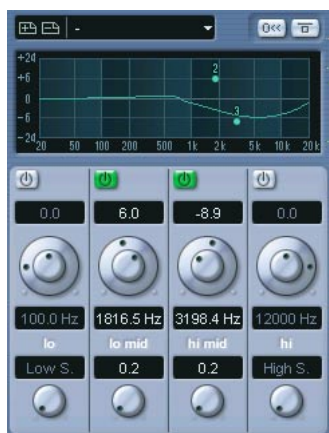 -
0<<
+24
+6
0
-6
-24
20 50 100 200 500 1k 2k 5k 10k 20k
2
3
0.0 6.0 -8.9 0.0
100.0 Hz 1816.5 Hz 3198.4 Hz 12000 Hz
lo lo mid hi mid hi
Low S. 0.2 0.2 High S.